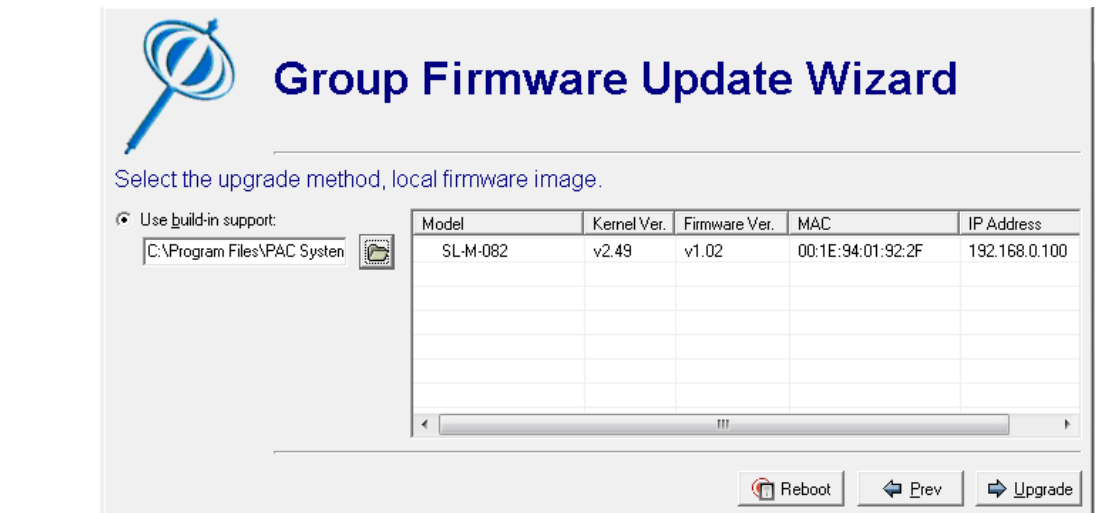 Group Firmware Update Wizard
Select the upgrade method, local firmware image.
Use build-in support:
C:\Program Files\PAC Systen
Model Kernel Ver. Firmware Ver. MAC IP Address
SL-M-082 v2.49 v1.02 00:1E:94:01:92:2F 192.168.0.100
Reboot Prev Upgrade